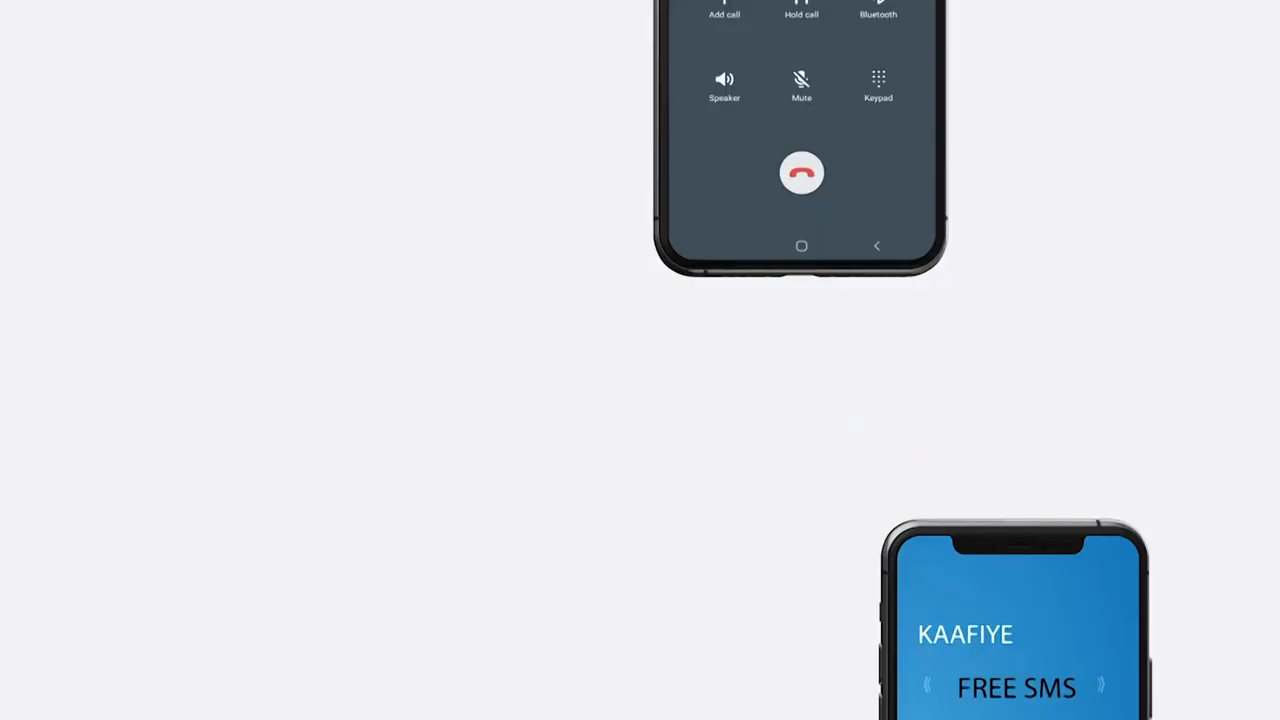 Add call Hold call Bluetooth
Speaker Mute Keypad
KAAFIYE
FREE SMS